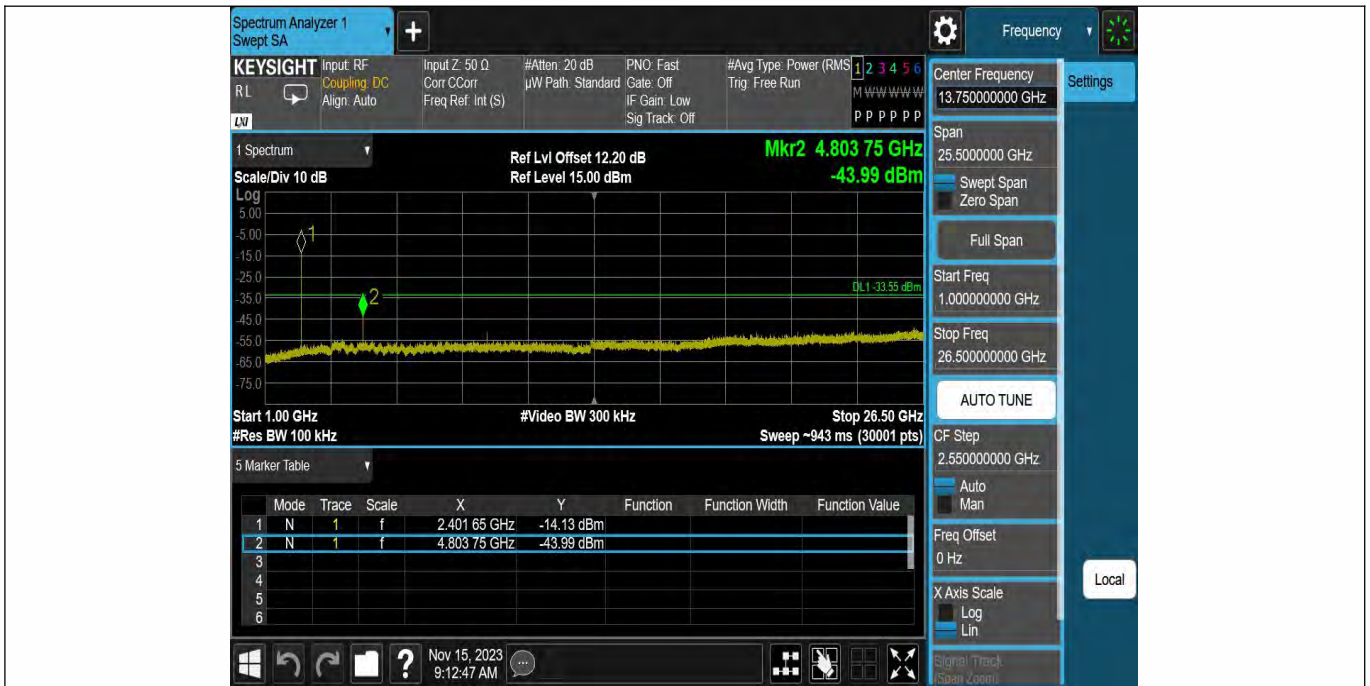 Spectrum Analyzer 1
Swept SA
+
Frequency
KEYSIGHT
RL
LXI
Input: RF
Coupling: DC
Align: Auto
Input Z: 50 Ω
Corr CCorr
Freq Ref: Int (S)
#Atten: 20 dB
µW Path: Standard
PNO: Fast
Gate: Off
IF Gain: Low
Sig Track: Off
#Avg Type: Power (RMS
Trig: Free Run
1 2 3 4 5 6
M W W W W W
P P P P P P
1 Spectrum
Scale/Div 10 dB
Ref Lvl Offset 12.20 dB
Ref Level 15.00 dBm
Mkr2 4.803 75 GHz
-43.99 dBm
Log
5.00
-5.00
-15.0
-25.0
-35.0
-45.0
-55.0
-65.0
-75.0
1
2
DL1 -33.55 dBm
Start 1.00 GHz
#Video BW 300 kHz
Stop 26.50 GHz
#Res BW 100 kHz
Sweep ~943 ms (30001 pts)
5 Marker Table
Mode Trace Scale X Y Function Function Width Function Value
1 N 1 f 2.401 65 GHz -14.13 dBm
2 N 1 f 4.803 75 GHz -43.99 dBm
3
4
5
6
Nov 15, 2023
9:12:47 AM
?
Center Frequency
13.750000000 GHz
Settings
Span
25.5000000 GHz
Swept Span
Zero Span
Full Span
Start Freq
1.000000000 GHz
Stop Freq
26.500000000 GHz
AUTO TUNE
CF Step
2.550000000 GHz
Auto
Man
Freq Offset
0 Hz
X Axis Scale
Log
Lin
Signal Track
(Span Zoom)
Local